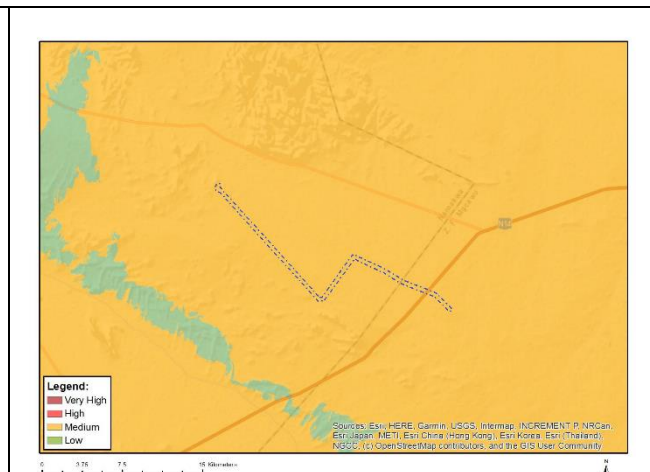 Legend:
Very High
High
Medium
Low
Sources: Esri, HERE, Garmin, USGS, Intermap, INCREMENT P, NRCan,
Esri Japan, METI, Esri China (Hong Kong), Esri Korea, Esri (Thailand),
NGCC, (c) OpenStreetMap contributors, and the GIS User Community
0 3.75 7.5 15 Kilometers
N